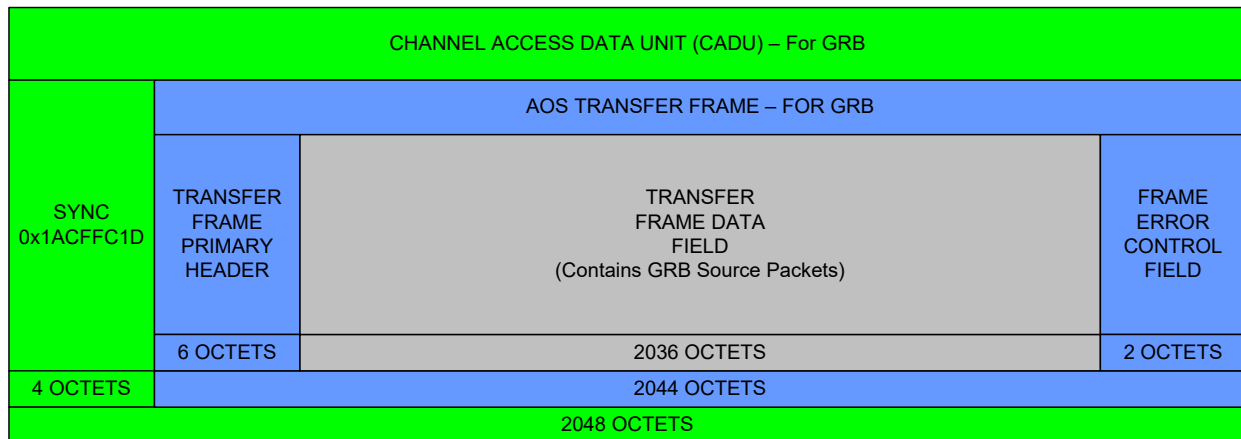 CHANNEL ACCESS DATA UNIT (CADU) – For GRB
AOS TRANSFER FRAME – FOR GRB
SYNC
0x1ACFFC1D
TRANSFER
FRAME
PRIMARY
HEADER
TRANSFER
FRAME DATA
FIELD
(Contains GRB Source Packets)
FRAME
ERROR
CONTROL
FIELD
6 OCTETS
2036 OCTETS
2 OCTETS
4 OCTETS
2044 OCTETS
2048 OCTETS